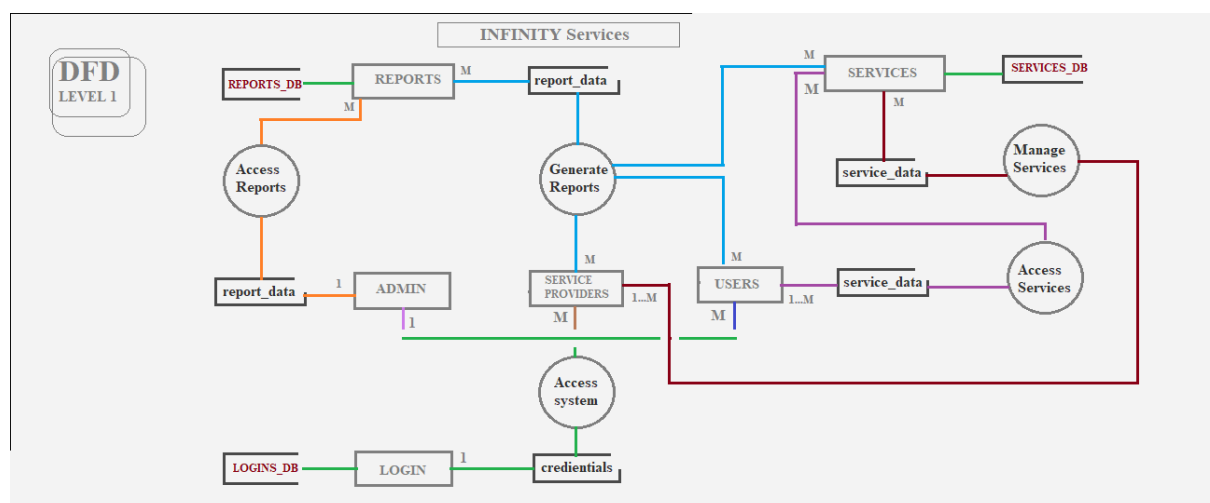 INFINITY Services
DFD
LEVEL 1
REPORTS_DB
REPORTS
M
report_data
M
SERVICES
SERVICES_DB
M
M
M
Access
Reports
Generate
Reports
service_data
Manage
Services
report_data
1
ADMIN
1
M
SERVICE
PROVIDERS
1...M
M
M
USERS
1...M
M
service_data
Access
Services
Access
system
LOGINS_DB
LOGIN
1
credientials